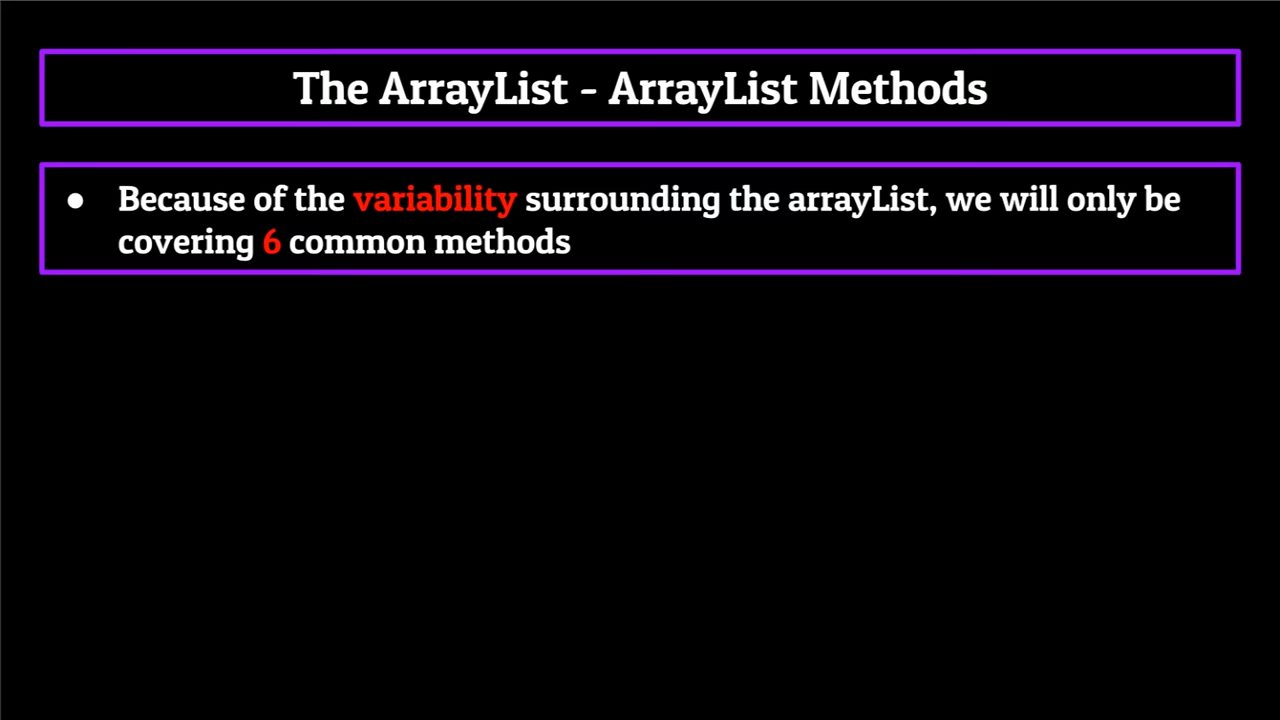 The ArrayList - ArrayList Methods
● Because of the variability surrounding the arrayList, we will only be
covering 6 common methods